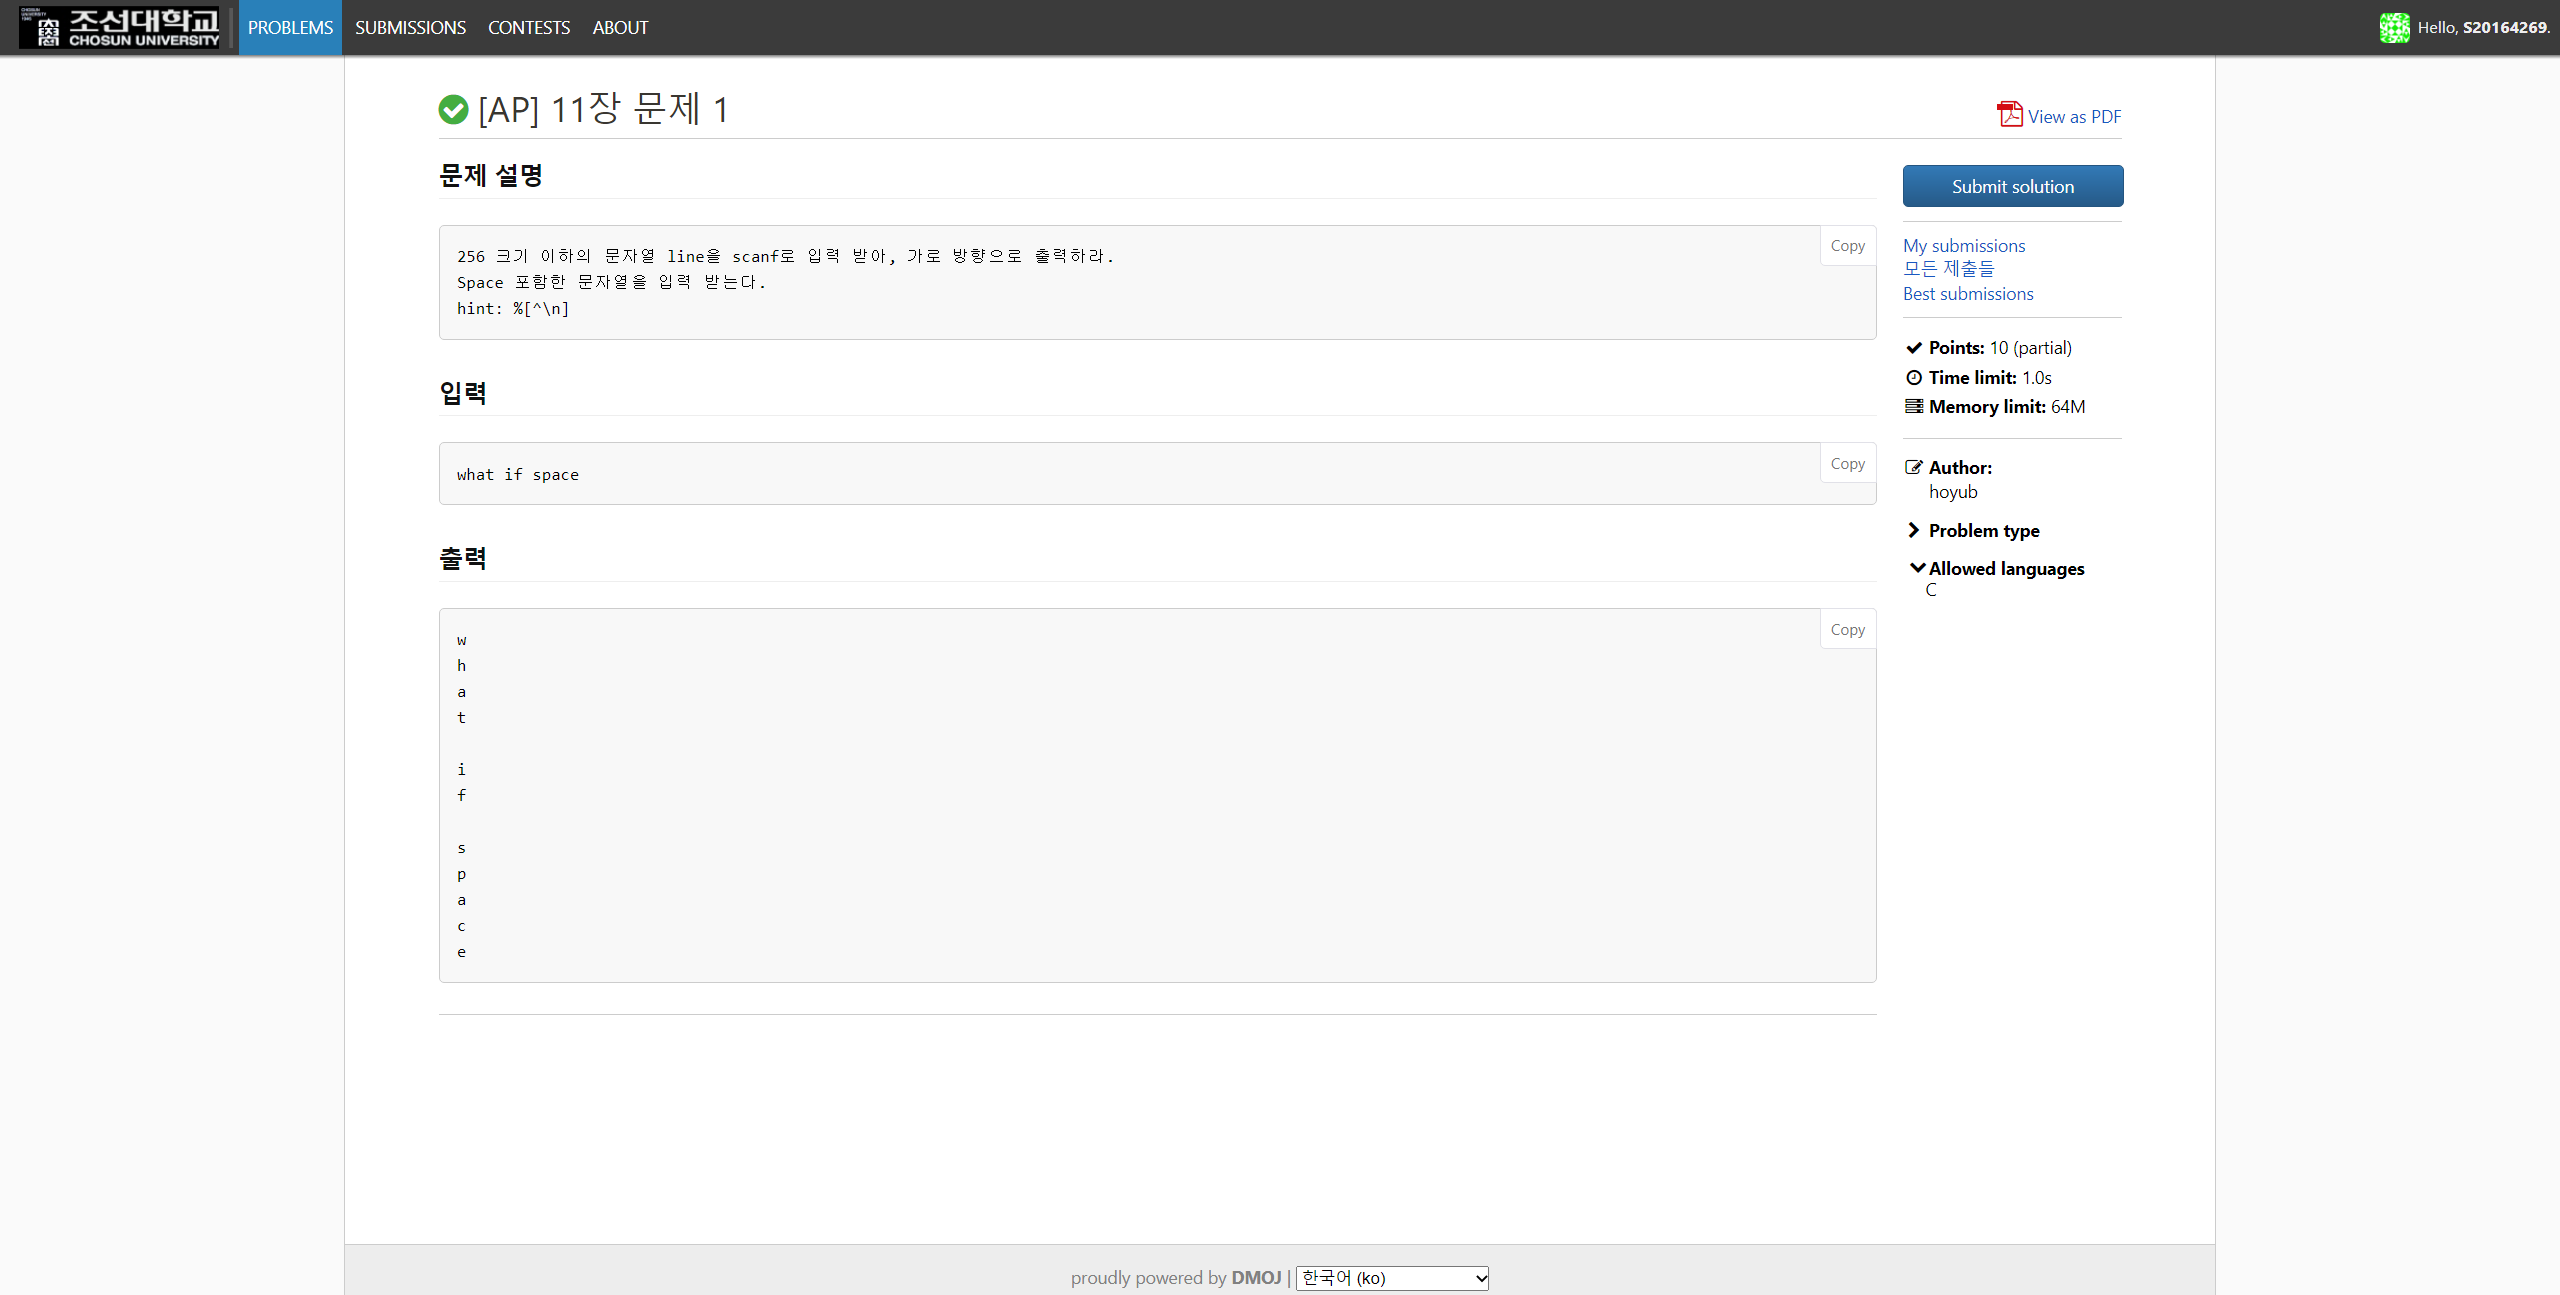 조선대학교
CHOSUN UNIVERSITY
PROBLEMS
SUBMISSIONS
CONTESTS
ABOUT
Hello, S20164269.
[AP] 11장 문제 1
View as PDF
문제 설명
256 크기 이하의 문자열 line을 scanf로 입력 받아, 가로 방향으로 출력하라.
Space 포함한 문자열을 입력 받는다.
hint: %[^\n]
Copy
입력
what if space
Copy
출력
w
h
a
t
i
f
s
p
a
c
e
Copy
Submit solution
My submissions
모든 제출들
Best submissions
Points: 10 (partial)
Time limit: 1.0s
Memory limit: 64M
Author:
hoyub
Problem type
Allowed languages
C
proudly powered by DMOJ | 한국어 (ko)